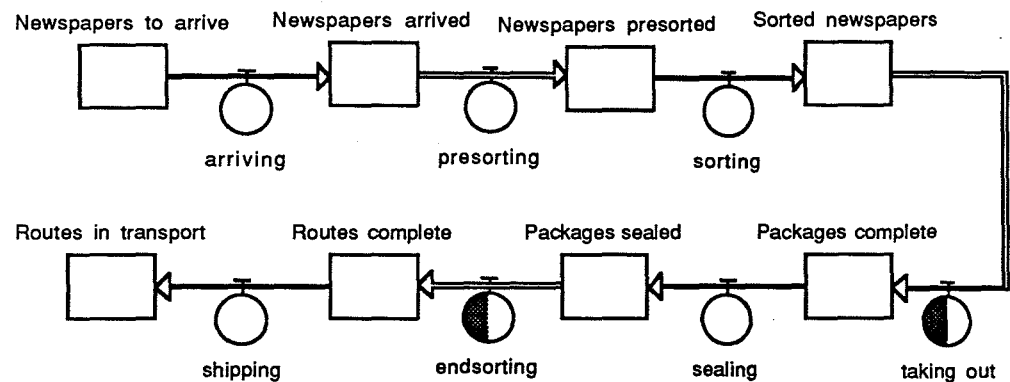 Newspapers to arrive
Newspapers arrived
Newspapers presorted
Sorted newspapers
arriving
presorting
sorting
Routes in transport
Routes complete
Packages sealed
Packages complete
shipping
endsorting
sealing
taking out